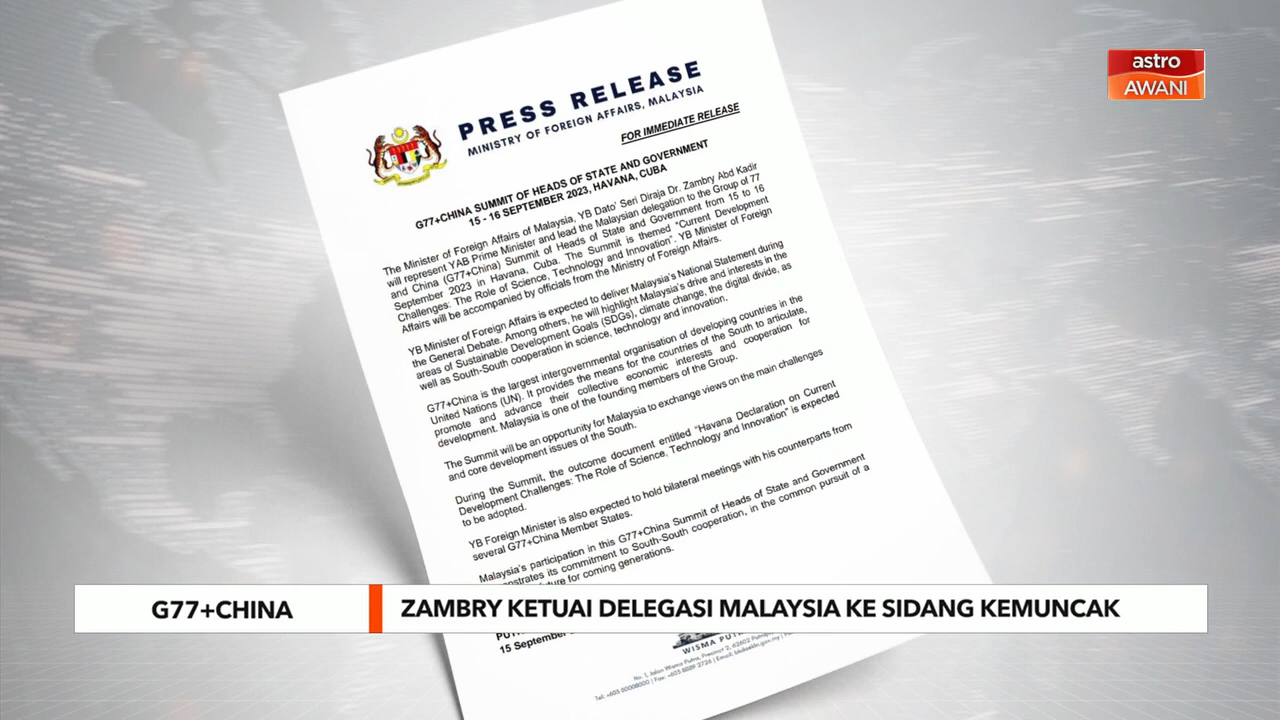 astro
AWANI
PRESS RELEASE
MINISTRY OF FOREIGN AFFAIRS, MALAYSIA
FOR IMMEDIATE RELEASE
G77+CHINA SUMMIT OF HEADS OF STATE AND GOVERNMENT
15 - 16 SEPTEMBER 2023, HAVANA, CUBA
The Minister of Foreign Affairs of Malaysia, YB Dato' Seri Diraja Dr. Zambry Abd Kadir
will represent YAB Prime Minister and lead the Malaysian delegation to the Group of 77
and China (G77+China) Summit of Heads of State and Government from 15 to 16
September 2023 in Havana, Cuba. The Summit is themed "Current Development
Challenges: The Role of Science, Technology and Innovation". YB Minister of Foreign
Affairs will be accompanied by officials from the Ministry of Foreign Affairs.
YB Minister of Foreign Affairs is expected to deliver Malaysia's National Statement during
the General Debate. Among others, he will highlight Malaysia's drive and interests in the
areas of Sustainable Development Goals (SDGs), climate change, the digital divide, as
well as South-South cooperation in science, technology and innovation.
G77+China is the largest intergovernmental organisation of developing countries in the
United Nations (UN). It provides the means for the countries of the South to articulate,
promote and advance their collective economic interests and cooperation for
development. Malaysia is one of the founding members of the Group.
The Summit will be an opportunity for Malaysia to exchange views on the main challenges
and core development issues of the South.
During the Summit, the outcome document entitled "Havana Declaration on Current
Development Challenges: The Role of Science, Technology and Innovation" is expected
to be adopted.
YB Foreign Minister is also expected to hold bilateral meetings with his counterparts from
several G77+China Member States.
Malaysia's participation in this G77+China Summit of Heads of State and Government
nstrates its commitment to South-South cooperation, in the common pursuit of a
future for coming generations.
G77+CHINA
ZAMBRY KETUAI DELEGASI MALAYSIA KE SIDANG KEMUNCAK
15 September
WISMA
No. 1, Jalan Wisma Putra, Precinct 2, 62602